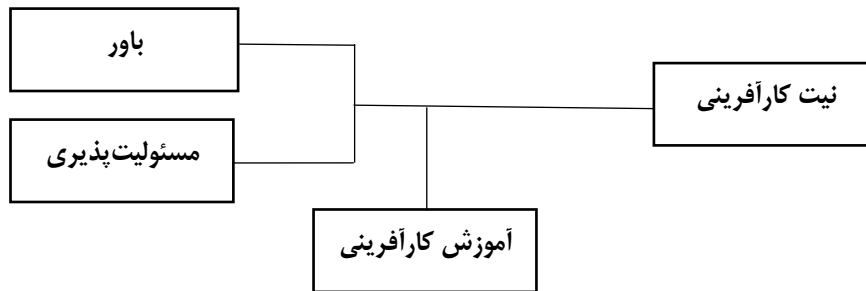 باور
نیت کارآفرینی
مسئولیت‌پذیری
آموزش کارآفرینی